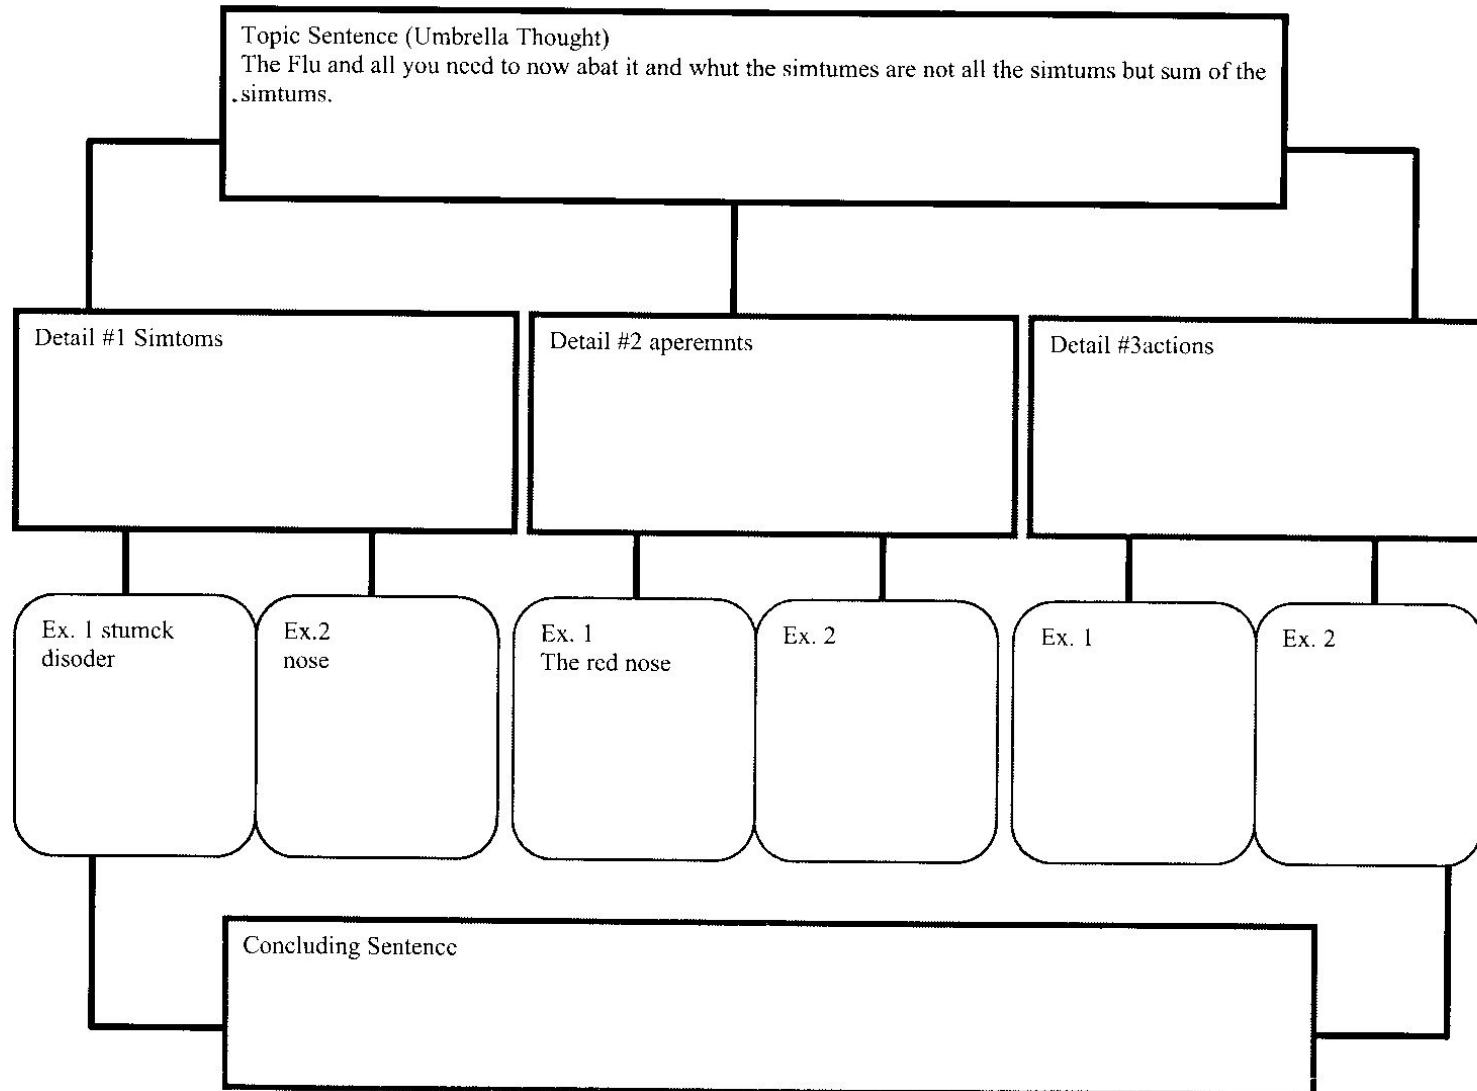 Topic Sentence (Umbrella Thought)
The Flu and all you need to now abat it and whut the simtumes are not all the simtums but sum of the
.simtums.
Detail #1 Simtoms
Detail #2 aperemnts
Detail #3actions
Ex. 1 stumck
disoder
Ex.2
nose
Ex. 1
The red nose
Ex. 2
Ex. 1
Ex. 2
Concluding Sentence